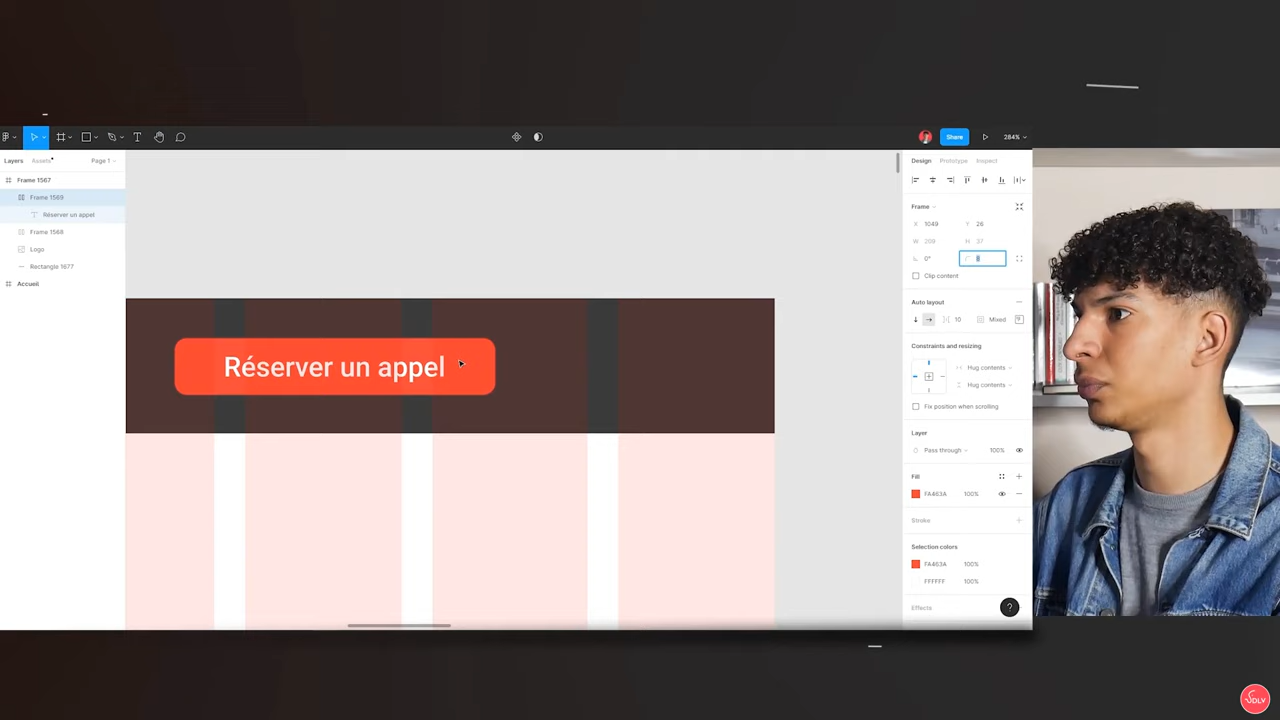 284%
Share
Layers
Assets
Page 1
Design
Prototype
Inspect
Frame 1567
Frame 1569
Réserver un appel
Frame 1568
Logo
Rectangle 1677
Accueil
Réserver un appel
Frame
X 1049
Y 26
W 209
H 37
0°
Clip content
Auto layout
10
Mixed
Constraints and resizing
Hug contents
Hug contents
Fix position when scrolling
Layer
Pass through
100%
Fill
FA463A
100%
Stroke
Selection colors
FA463A
100%
FFFFFF
100%
Effects
?